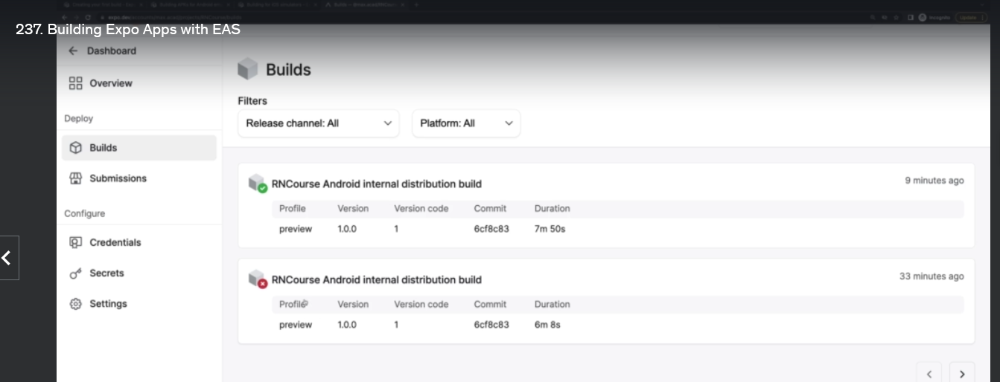 237. Building Expo Apps with EAS
Dashboard
Overview
Deploy
Builds
Submissions
Configure
Credentials
Secrets
Settings
Builds
Filters
Release channel: All
Platform: All
RNCourse Android internal distribution build
9 minutes ago
Profile Version Version code Commit Duration
preview 1.0.0 1 6cf8c83 7m 50s
RNCourse Android internal distribution build
33 minutes ago
Profile Version Version code Commit Duration
preview 1.0.0 1 6cf8c83 6m 8s